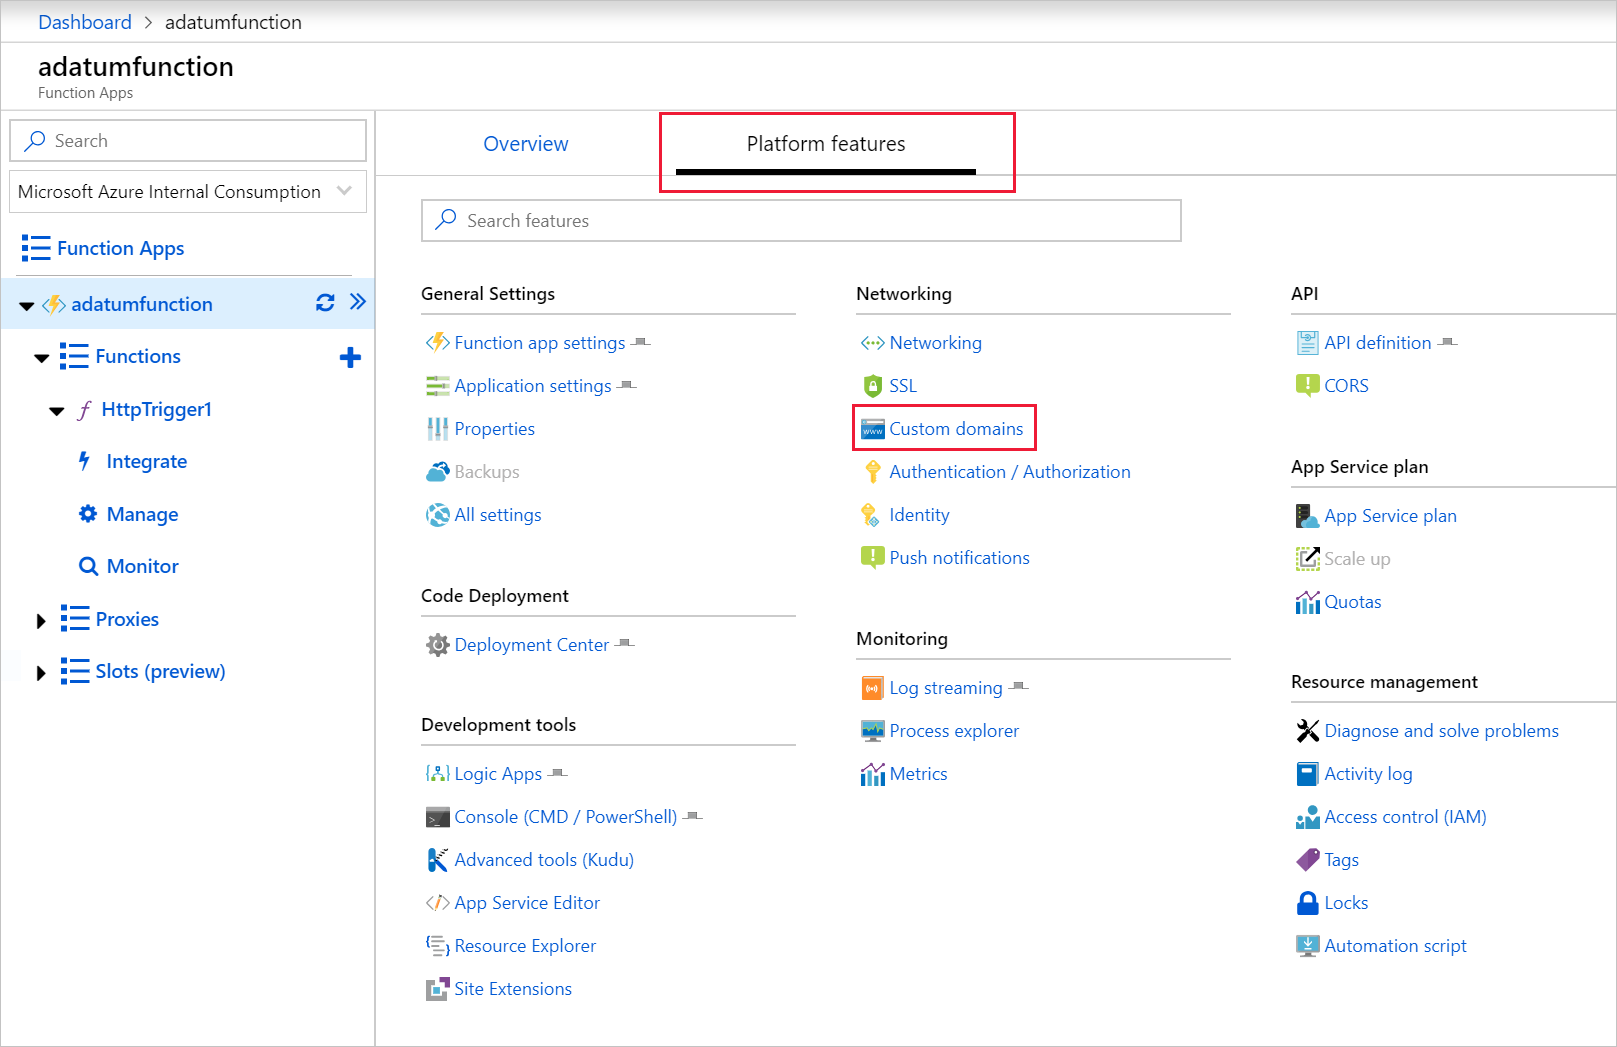 Dashboard > adatumfunction
adatumfunction
Function Apps
Search
Microsoft Azure Internal Consumption
Function Apps
adatumfunction
Functions
f HttpTrigger1
Integrate
Manage
Monitor
Proxies
Slots (preview)
Overview
Platform features
Search features
General Settings
Function app settings
Application settings
Properties
Backups
All settings
Code Deployment
Deployment Center
Development tools
Logic Apps
Console (CMD / PowerShell)
Advanced tools (Kudu)
App Service Editor
Resource Explorer
Site Extensions
Networking
Networking
SSL
www Custom domains
Authentication / Authorization
Identity
Push notifications
Monitoring
Log streaming
Process explorer
Metrics
API
API definition
CORS
App Service plan
App Service plan
Scale up
Quotas
Resource management
Diagnose and solve problems
Activity log
Access control (IAM)
Tags
Locks
Automation script